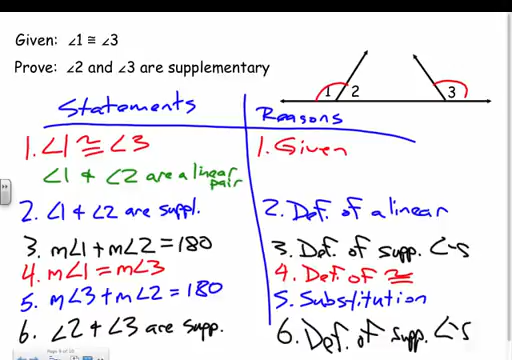 Given: ∠1 ≅ ∠3
Prove: ∠2 and ∠3 are supplementary
1 2 3
Statements Reasons
1. ∠1 ≅ ∠3 1. Given
∠1 + ∠2 are a linear pair
2. ∠1 + ∠2 are suppl. 2. Def. of a linear
3. m∠1 + m∠2 = 180 3. Def. of supp. ∠'s
4. m∠1 = m∠3 4. Def. of ≅
5. m∠3 + m∠2 = 180 5. Substitution
6. ∠2 + ∠3 are supp. 6. Def. of supp. ∠'s